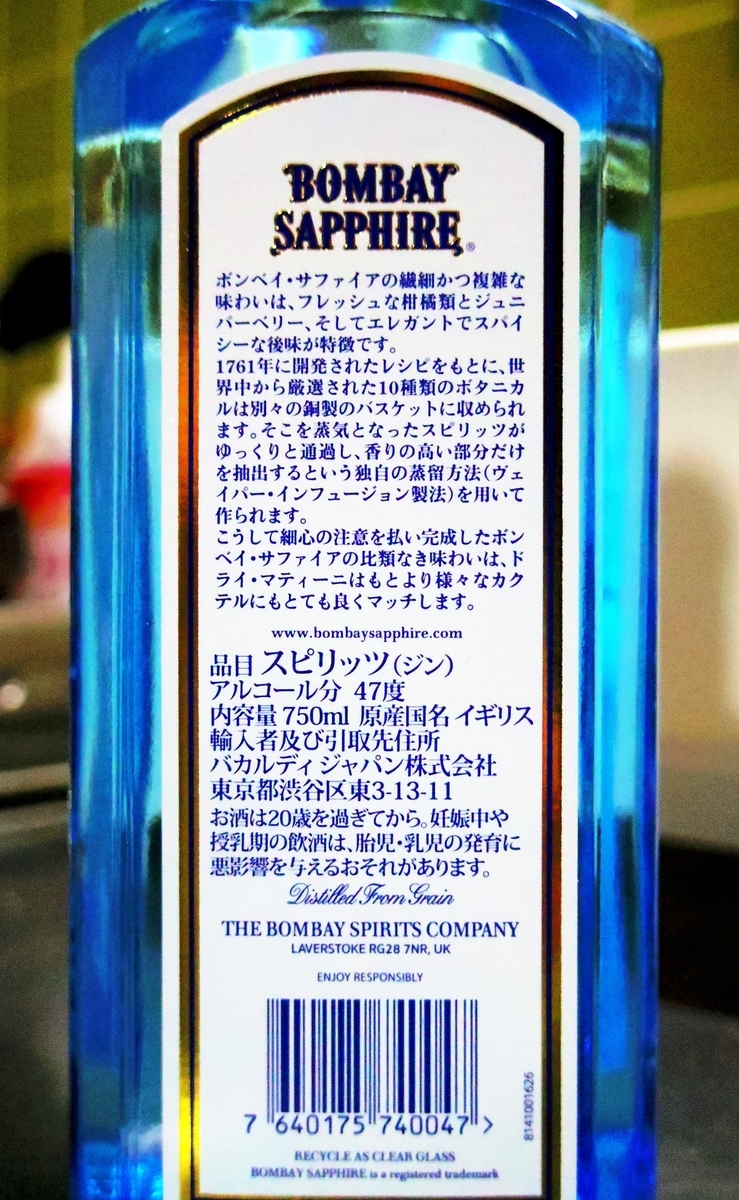 BOMBAY
SAPPHIRE®
ボンベイ・サファイアの繊細かつ複雑な
味わいは、フレッシュな柑橘類とジュニ
パーベリー、そしてエレガントでスパイ
シーな後味が特徴です。
1761年に開発されたレシピをもとに、世
界中から厳選された10種類のボタニカ
ルは別々の銅製のバスケットに収められ
ます。そこを蒸気となったスピリッツが
ゆっくりと通過し、香りの高い部分だけ
を抽出するという独自の蒸留方法(ヴェ
イパー・インフュージョン製法)を用いて
作られます。
こうして細心の注意を払い完成したボン
ベイ・サファイアの比類なき味わいは、ド
ライ・マティーニはもとより様々なカク
テルにもとても良くマッチします。
www.bombaysapphire.com
品目 スピリッツ(ジン)
アルコール分 47度
内容量 750ml 原産国名 イギリス
輸入者及び引取先住所
バカルディ ジャパン株式会社
東京都渋谷区東3-13-11
お酒は20歳を過ぎてから。妊娠中や
授乳期の飲酒は、胎児・乳児の発育に
悪影響を与えるおそれがあります。
Distilled From Grain
THE BOMBAY SPIRITS COMPANY
LAVERSTOKE RG28 7NR, UK
ENJOY RESPONSIBLY
7 640175 740047 >
8141001626
RECYCLE AS CLEAR GLASS
BOMBAY SAPPHIRE is a registered trademark